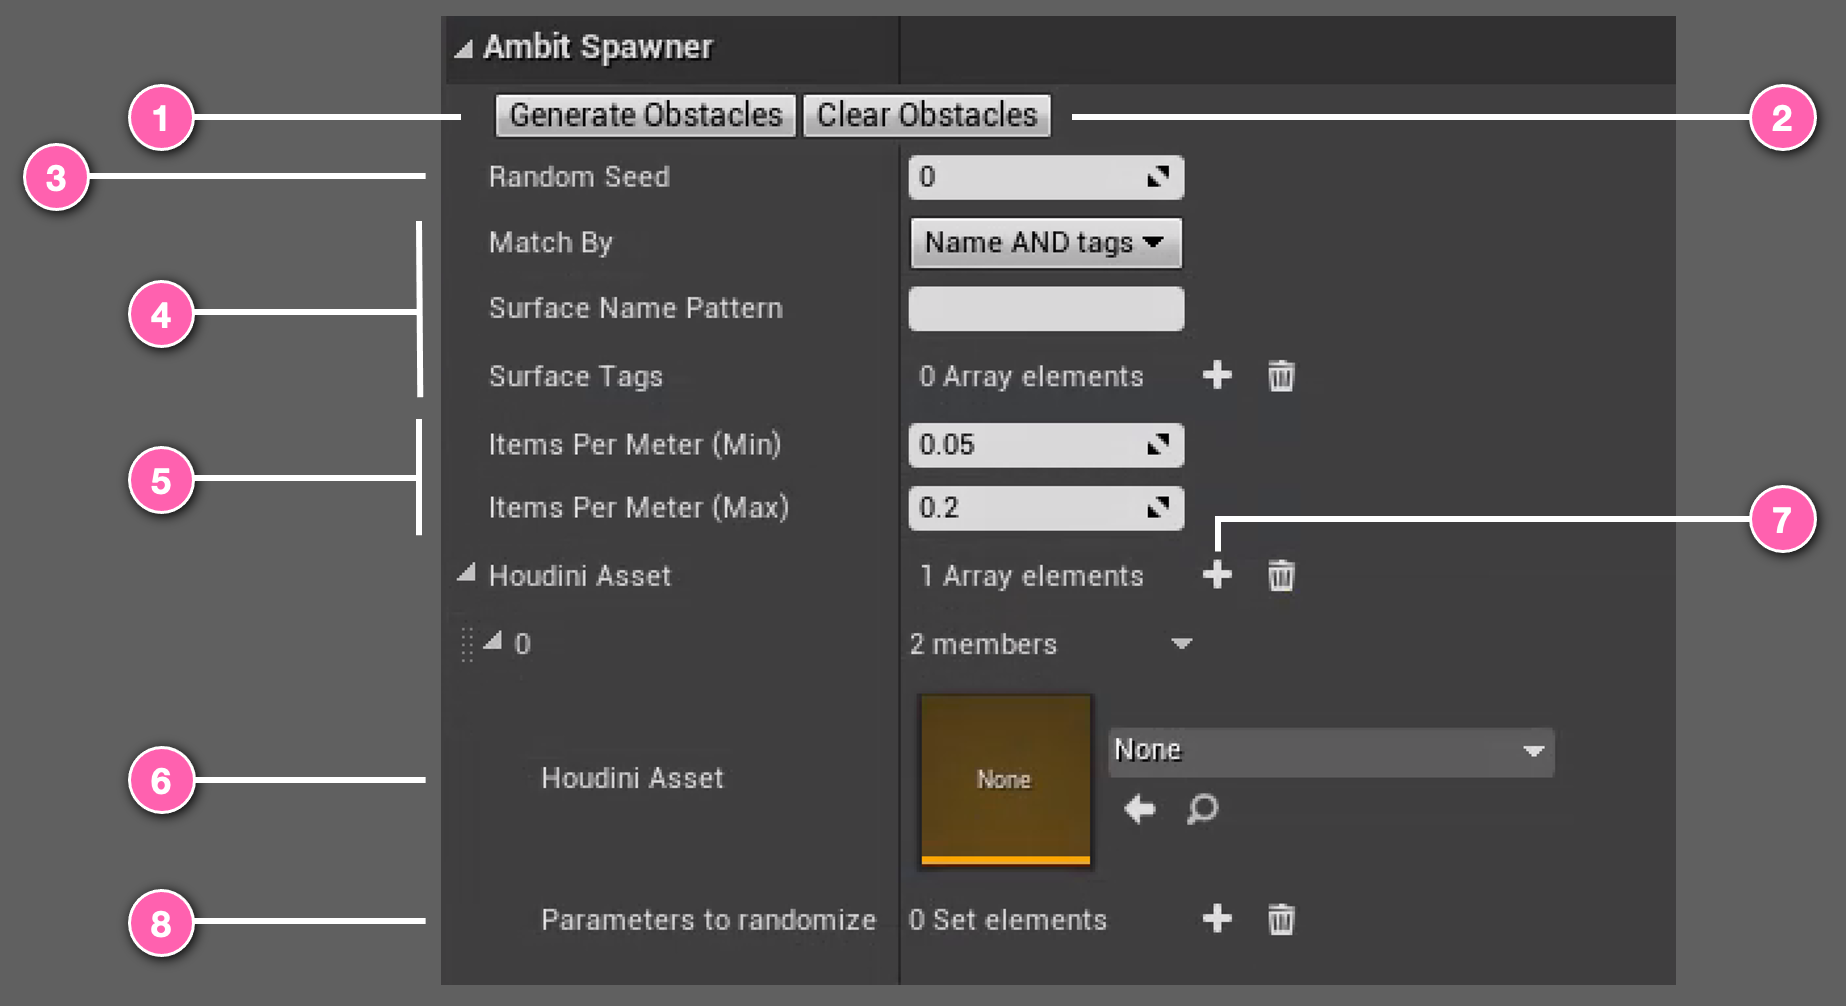 Ambit Spawner
1 Generate Obstacles Clear Obstacles 2
3 Random Seed 0
Match By Name AND tags
4 Surface Name Pattern
Surface Tags 0 Array elements
Items Per Meter (Min) 0.05
5
Items Per Meter (Max) 0.2
7
Houdini Asset 1 Array elements
0 2 members
None
6 Houdini Asset None
8 Parameters to randomize 0 Set elements